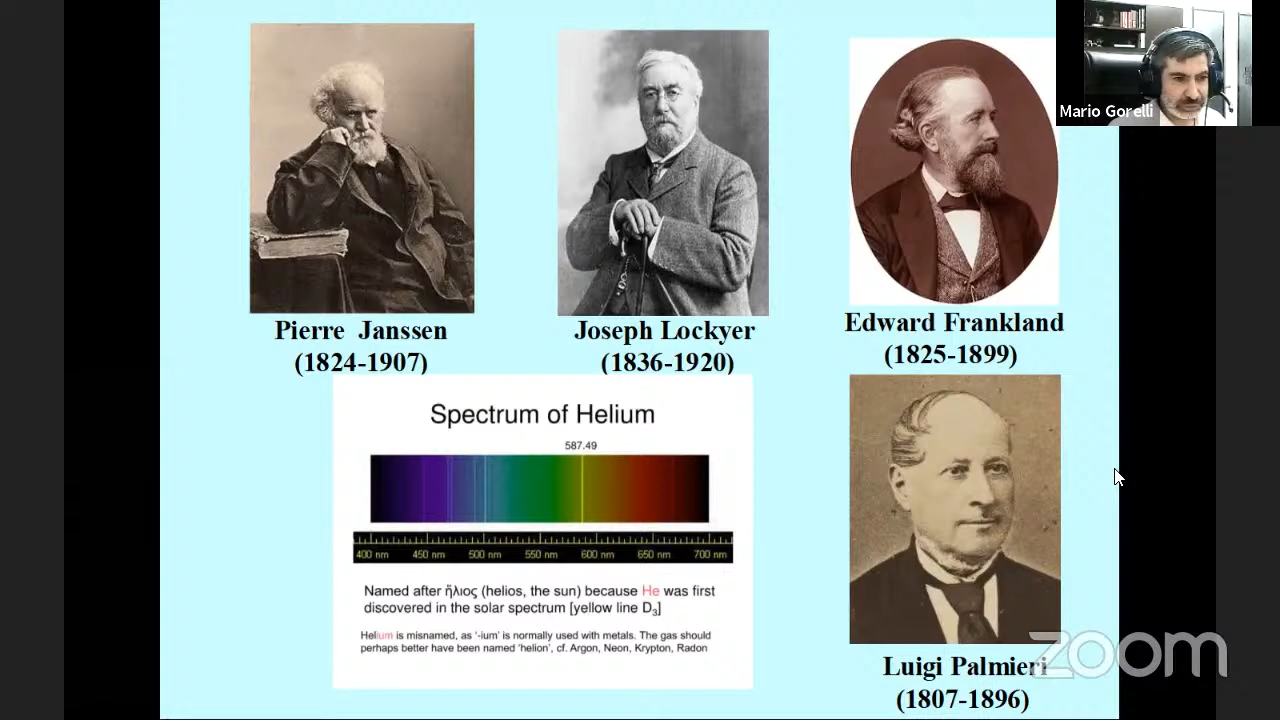 Mario Gorelli
Pierre Janssen
(1824-1907)
Joseph Lockyer
(1836-1920)
Edward Frankland
(1825-1899)
Spectrum of Helium
587.49
400 nm 450 nm 500 nm 550 nm 600 nm 650 nm 700 nm
Named after ἥλιος (helios, the sun) because He was first
discovered in the solar spectrum [yellow line D3]
Helium is misnamed, as '-ium' is normally used with metals. The gas should
perhaps better have been named 'helion', cf. Argon, Neon, Krypton, Radon
Luigi Palmieri
(1807-1896)
zoom